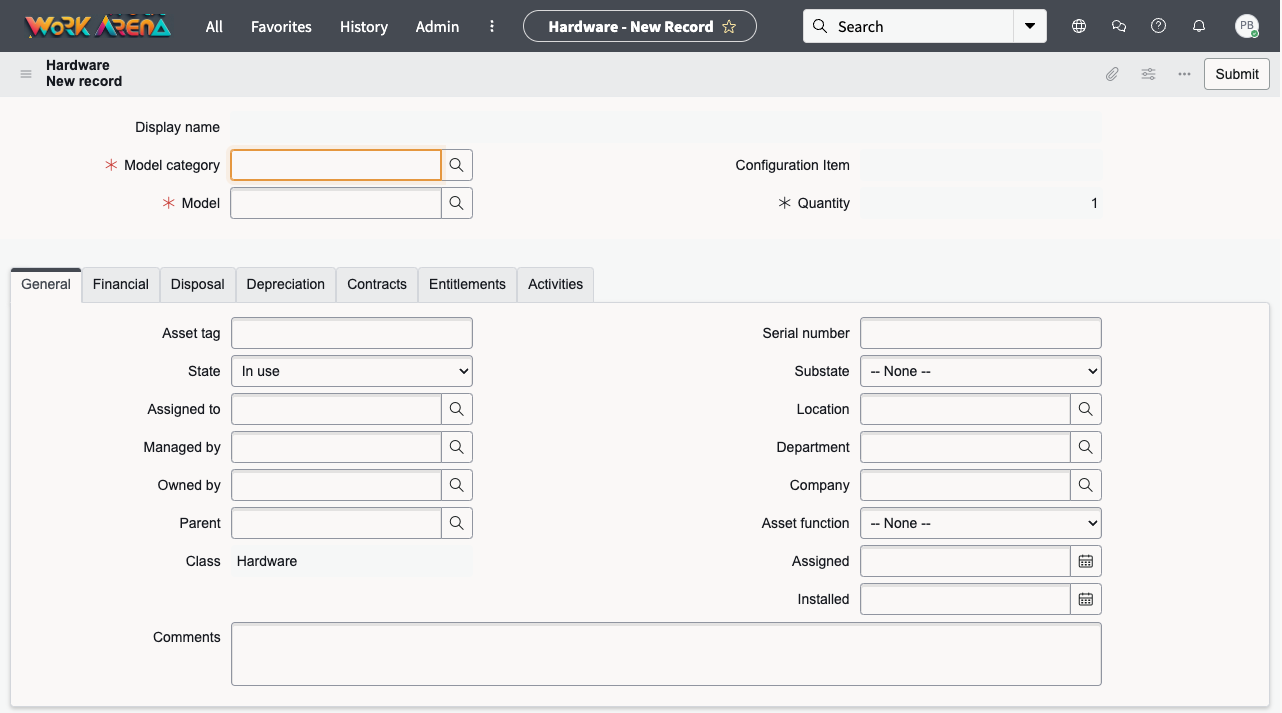 WORK ARENA
All
Favorites
History
Admin
Hardware - New Record
Search
PB
Hardware
New record
Submit
Display name
Model category
Configuration Item
Model
Quantity
1
General
Financial
Disposal
Depreciation
Contracts
Entitlements
Activities
Asset tag
Serial number
State
In use
Substate
-- None --
Assigned to
Location
Managed by
Department
Owned by
Company
Parent
Asset function
-- None --
Class
Hardware
Assigned
Installed
Comments